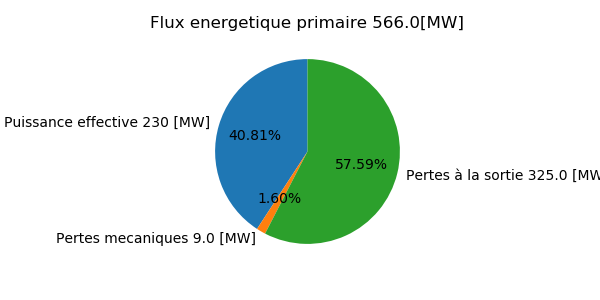 Flux energetique primaire 566.0[MW]
Puissance effective 230 [MW]
40.81%
57.59%
Pertes à la sortie 325.0 [MW
1.60%
Pertes mecaniques 9.0 [MW]